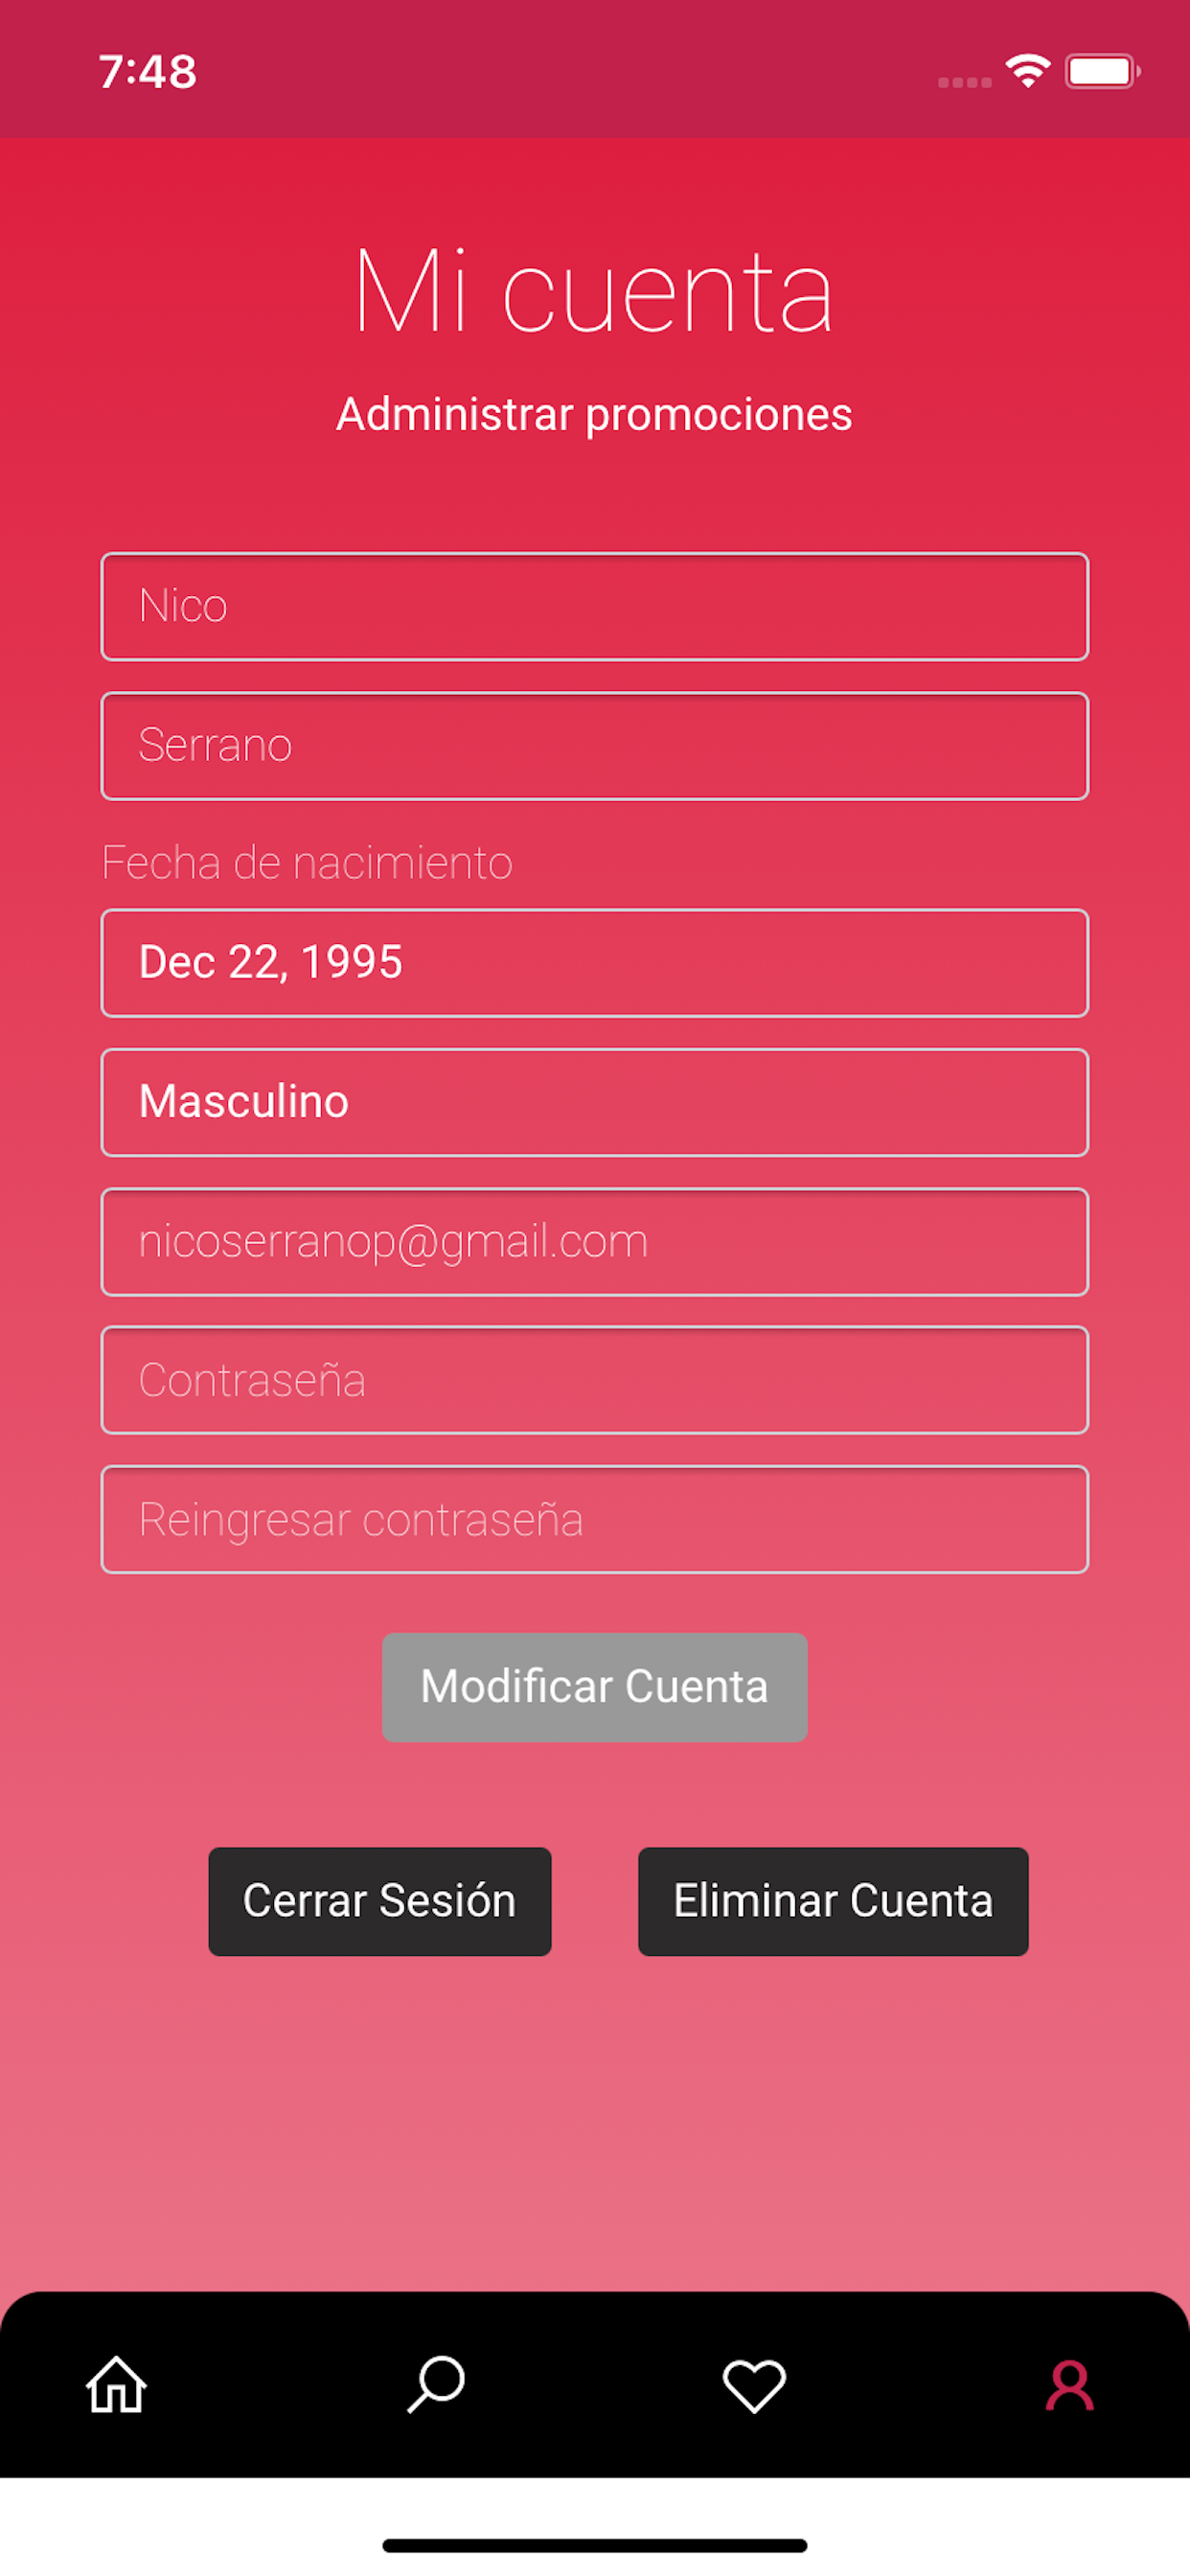 7:48
Mi cuenta
Administrar promociones
Nico
Serrano
Fecha de nacimiento
Dec 22, 1995
Masculino
nicoserranop@gmail.com
Contraseña
Reingresar contraseña
Modificar Cuenta
Cerrar Sesión
Eliminar Cuenta